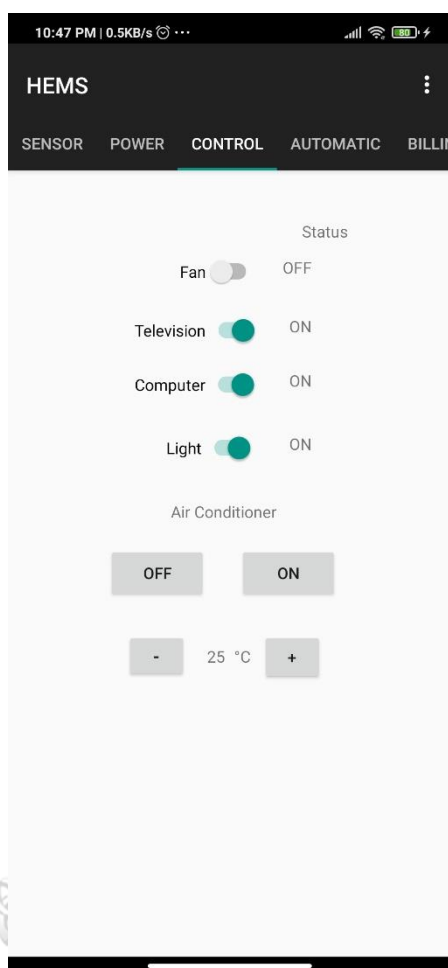 10:47 PM | 0.5KB/s ··· 80
HEMS
SENSOR POWER CONTROL AUTOMATIC BILLIN
Status
Fan OFF
Television ON
Computer ON
Light ON
Air Conditioner
OFF ON
- 25 °C +